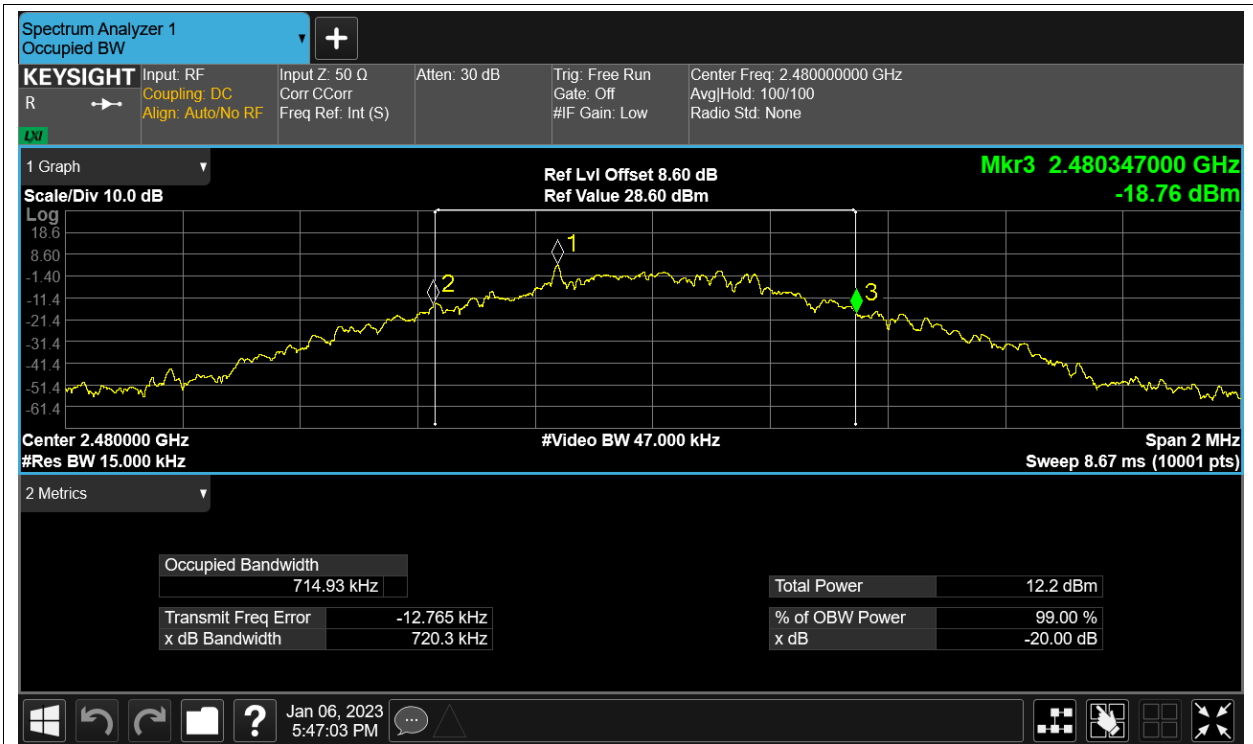 Spectrum Analyzer 1
Occupied BW
KEYSIGHT
R
LXI
Input: RF
Coupling: DC
Align: Auto/No RF
Input Z: 50 Ω
Corr CCorr
Freq Ref: Int (S)
Atten: 30 dB
Trig: Free Run
Gate: Off
#IF Gain: Low
Center Freq: 2.480000000 GHz
Avg|Hold: 100/100
Radio Std: None
1 Graph
Scale/Div 10.0 dB
Ref Lvl Offset 8.60 dB
Ref Value 28.60 dBm
Mkr3 2.480347000 GHz
-18.76 dBm
Log
18.6
8.60
-1.40
-11.4
-21.4
-31.4
-41.4
-51.4
-61.4
1
2
3
Center 2.480000 GHz
#Res BW 15.000 kHz
#Video BW 47.000 kHz
Span 2 MHz
Sweep 8.67 ms (10001 pts)
2 Metrics
Occupied Bandwidth
714.93 kHz
Transmit Freq Error -12.765 kHz
x dB Bandwidth 720.3 kHz
Total Power 12.2 dBm
% of OBW Power 99.00 %
x dB -20.00 dB
?
Jan 06, 2023
5:47:03 PM